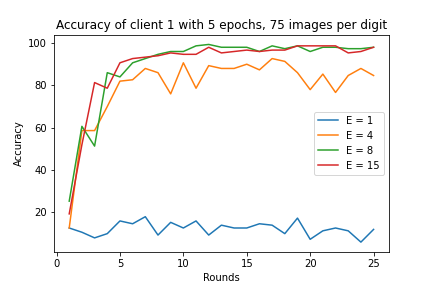 Accuracy of client 1 with 5 epochs, 75 images per digit
100
80
60
40
20
Accuracy
0
5
10
15
20
25
Rounds
E = 1
E = 4
E = 8
E = 15